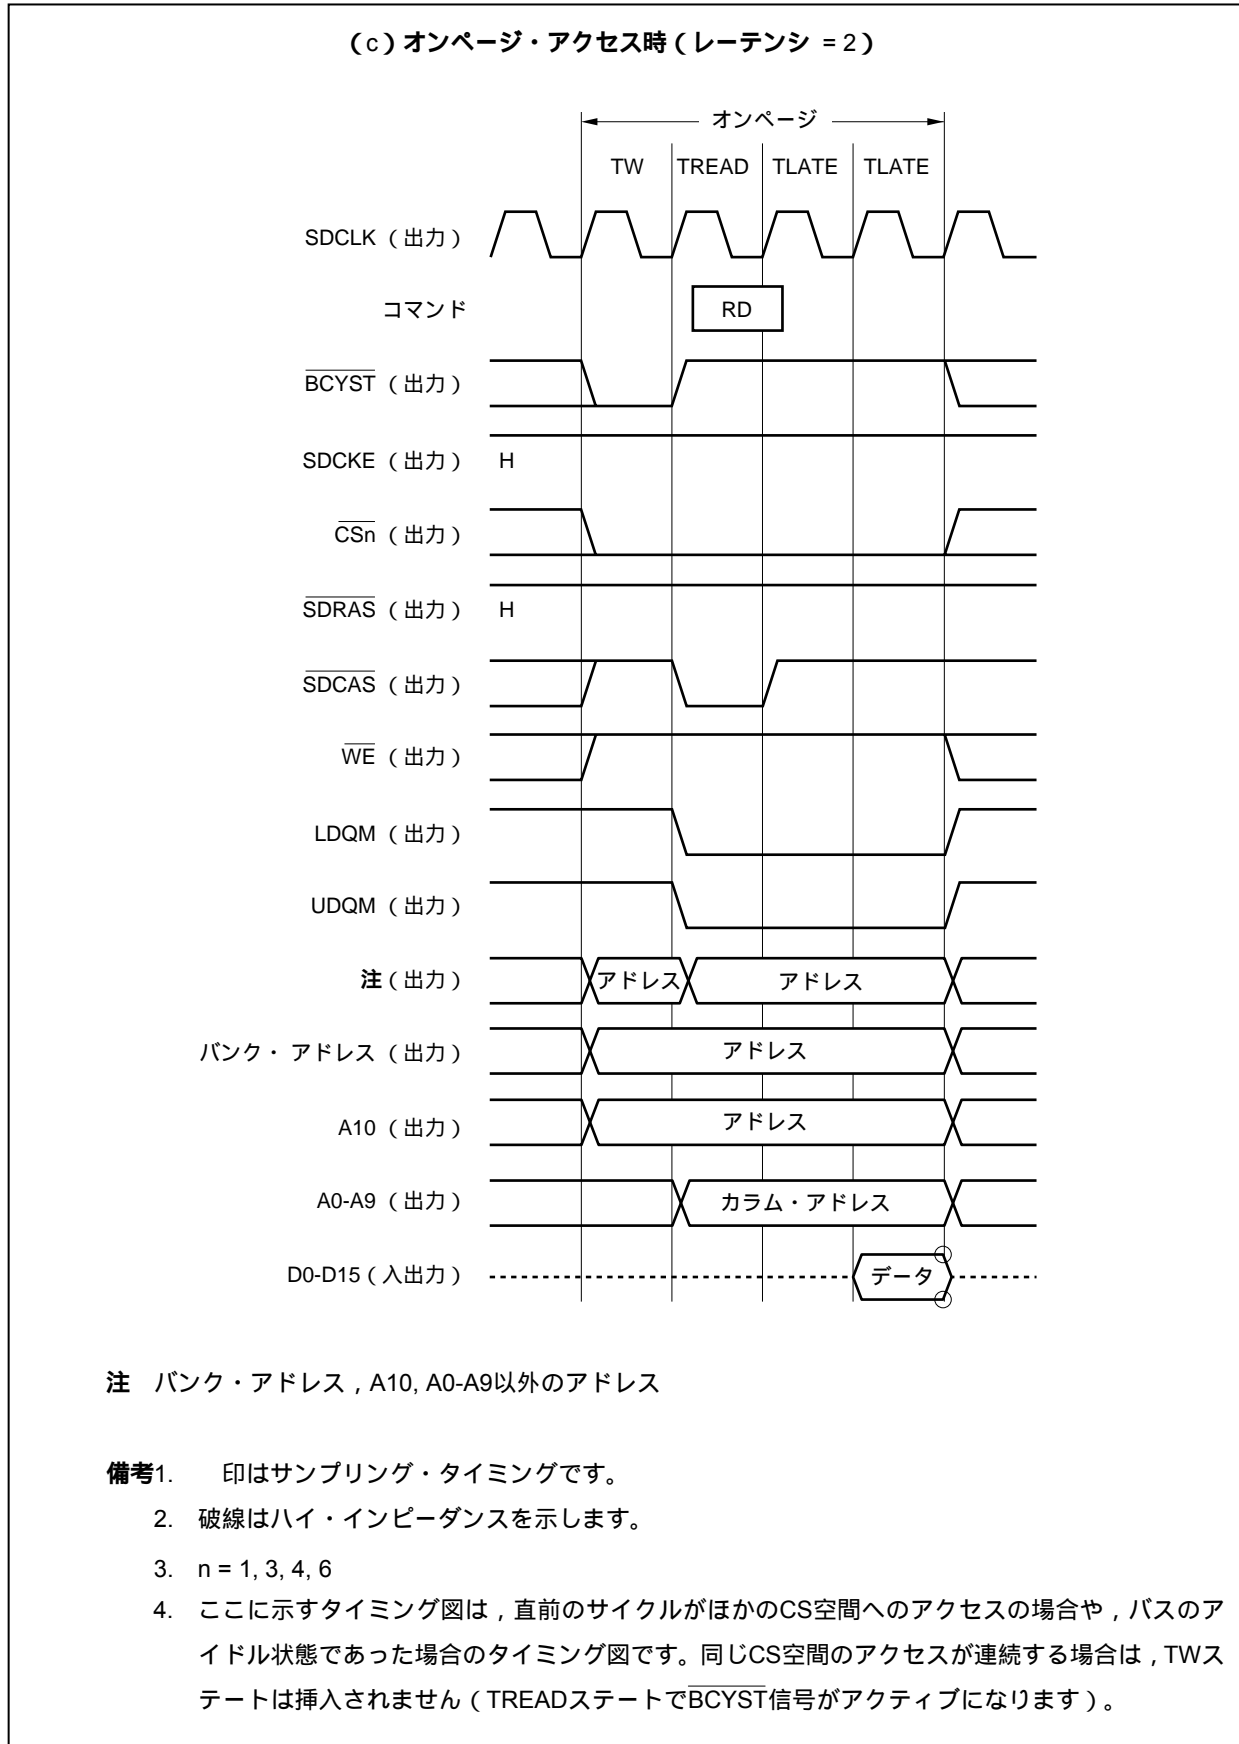 （c）オンページ・アクセス時（レーテンシ = 2）
オンページ
TW TREAD TLATE TLATE
SDCLK（出力）
コマンド RD
BCYST（出力）
SDCKE（出力） H
CSn（出力）
SDRAS（出力） H
SDCAS（出力）
WE（出力）
LDQM（出力）
UDQM（出力）
注（出力） アドレス アドレス
バンク・アドレス（出力） アドレス
A10（出力） アドレス
A0-A9（出力） カラム・アドレス
D0-D15（入出力） データ
注 バンク・アドレス，A10, A0-A9以外のアドレス
備考1. 印はサンプリング・タイミングです。
2. 破線はハイ・インピーダンスを示します。
3. n = 1, 3, 4, 6
4. ここに示すタイミング図は，直前のサイクルがほかのCS空間へのアクセスの場合や，バスのア
イドル状態であった場合のタイミング図です。同じCS空間のアクセスが連続する場合は，TWス
テートは挿入されません（TREADステートでBCYST信号がアクティブになります）。